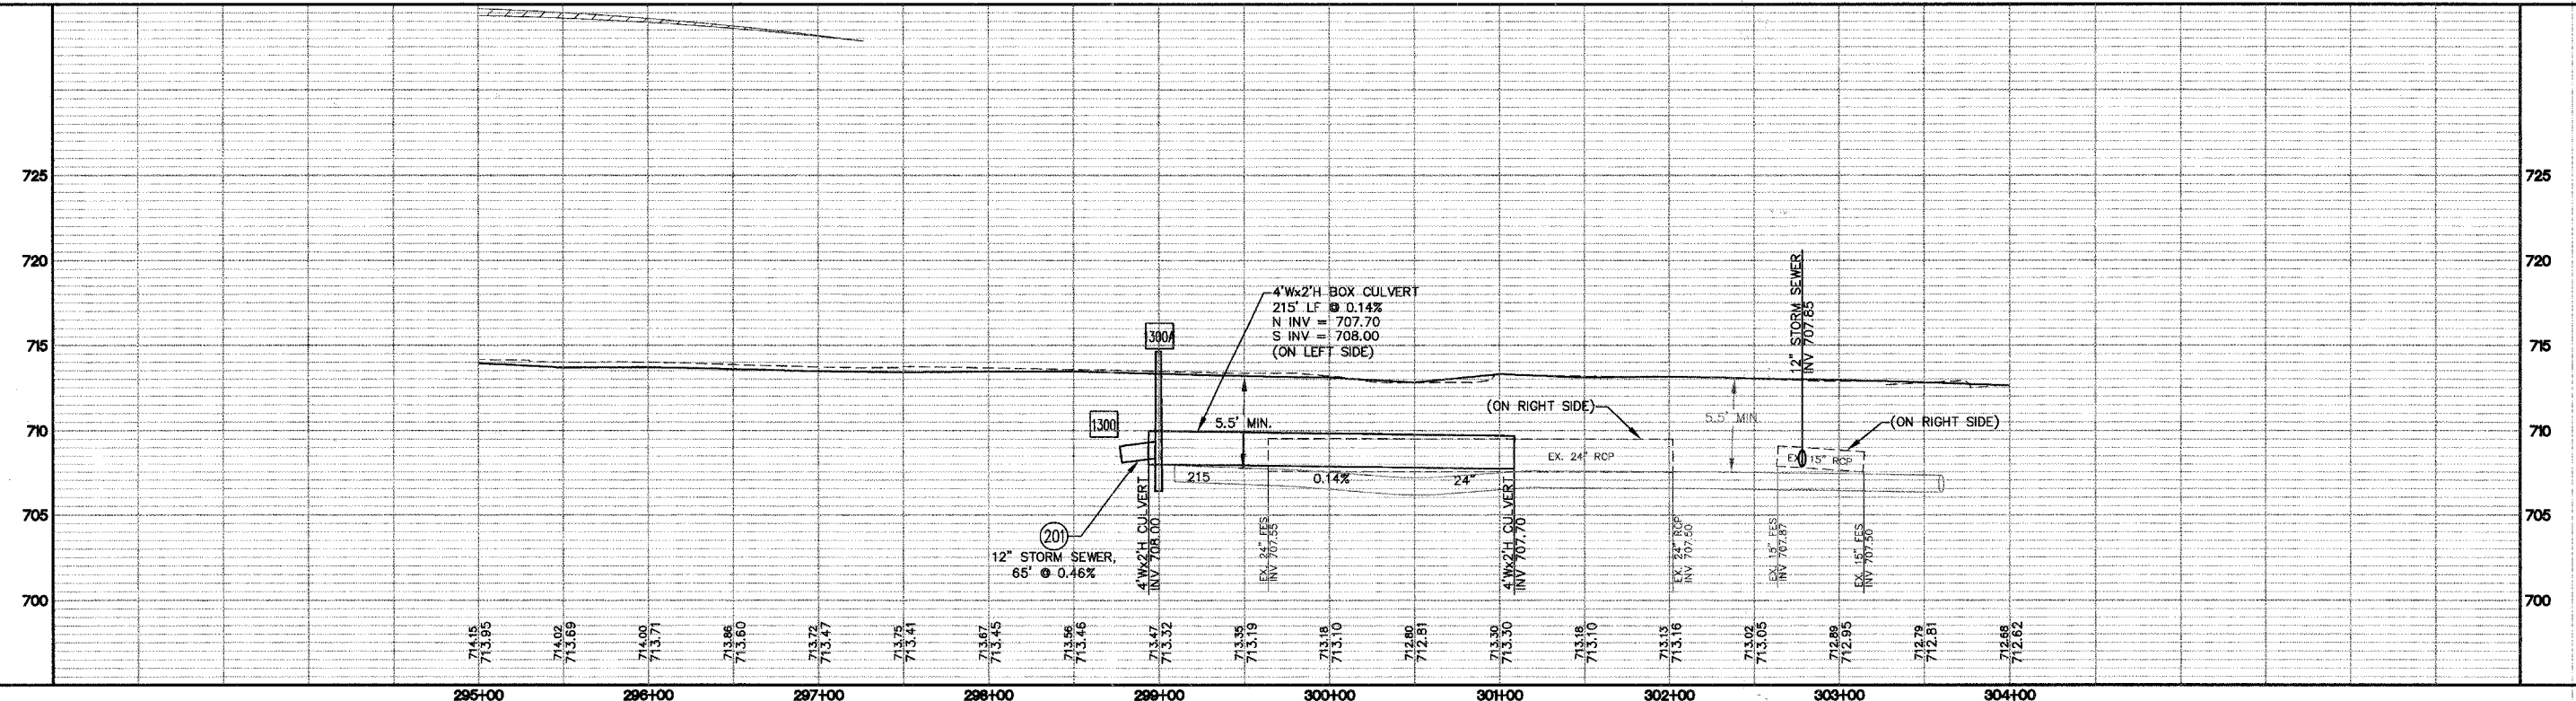 725
725
720
720
715
715
710
710
705
705
700
700
4'Wx2'H BOX CULVERT
215' LF @ 0.14%
N INV = 707.70
S INV = 708.00
(ON LEFT SIDE)
1300A
1300
5.5' MIN.
(ON RIGHT SIDE)
EX. 24" RCP
5.5' MIN.
12" STORM SEWER
INV 707.85
(ON RIGHT SIDE)
EX. 15" RCP
215
0.14%
24"
201
12" STORM SEWER,
65' @ 0.46%
4'Wx2'H CULVERT
INV 708.00
EX. 24" FES
INV 707.55
4'Wx2'H CULVERT
INV 707.70
EX. 24" RCP
INV 707.50
EX. 15" FES
INV 707.87
EX. 15" FES
INV 707.50
714.15
713.95
714.02
713.69
714.00
713.71
713.86
713.60
713.72
713.47
713.75
713.41
713.67
713.45
713.56
713.46
713.47
713.32
713.35
713.19
713.18
713.10
712.80
712.81
713.30
713.30
713.18
713.10
713.13
713.16
713.02
713.05
712.89
712.95
712.79
712.81
712.68
712.62
295+00
296+00
297+00
298+00
299+00
300+00
301+00
302+00
303+00
304+00